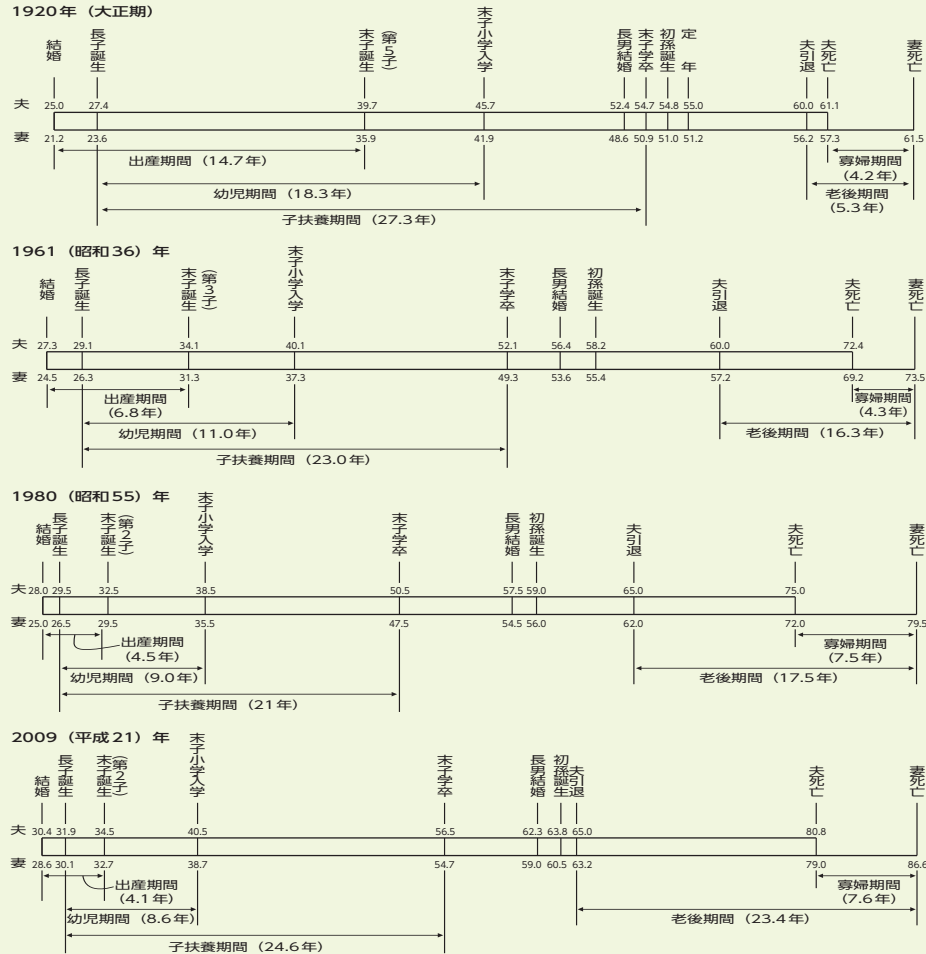 1920年（大正期）
結婚
長子誕生
末子誕生
（第5子）
末子小学入学
長男結婚
末子学卒
初孫誕生
定年
夫引退
夫死亡
妻死亡
夫 25.0 27.4 39.7 45.7 52.4 54.7 54.8 55.0 60.0 61.1
妻 21.2 23.6 35.9 41.9 48.6 50.9 51.0 51.2 56.2 57.3 61.5
出産期間（14.7年）
寡婦期間
（4.2年）
幼児期間（18.3年）
老後期間
（5.3年）
子扶養期間（27.3年）
1961（昭和36）年
結婚
長子誕生
末子誕生
（第3子）
末子小学入学
末子学卒
長男結婚
初孫誕生
夫引退
夫死亡
妻死亡
夫 27.3 29.1 34.1 40.1 52.1 56.4 58.2 60.0 72.4
妻 24.5 26.3 31.3 37.3 49.3 53.6 55.4 57.2 69.2 73.5
出産期間
（6.8年）
寡婦期間
（4.3年）
幼児期間（11.0年）
老後期間（16.3年）
子扶養期間（23.0年）
1980（昭和55）年
結婚
長子誕生
末子誕生
（第2子）
末子小学入学
末子学卒
長男結婚
初孫誕生
夫引退
夫死亡
妻死亡
夫 28.0 29.5 32.5 38.5 50.5 57.5 59.0 65.0 75.0
妻 25.0 26.5 29.5 35.5 47.5 54.5 56.0 62.0 72.0 79.5
出産期間
（4.5年）
寡婦期間
（7.5年）
幼児期間（9.0年）
老後期間（17.5年）
子扶養期間（21年）
2009（平成21）年
結婚
長子誕生
末子誕生
（第2子）
末子小学入学
末子学卒
長男結婚
初孫誕生
夫引退
夫死亡
妻死亡
夫 30.4 31.9 34.5 40.5 56.5 62.3 63.8 65.0 80.8
妻 28.6 30.1 32.7 38.7 54.7 59.0 60.5 63.2 79.0 86.6
出産期間
（4.1年）
寡婦期間
（7.6年）
幼児期間（8.6年）
老後期間（23.4年）
子扶養期間（24.6年）